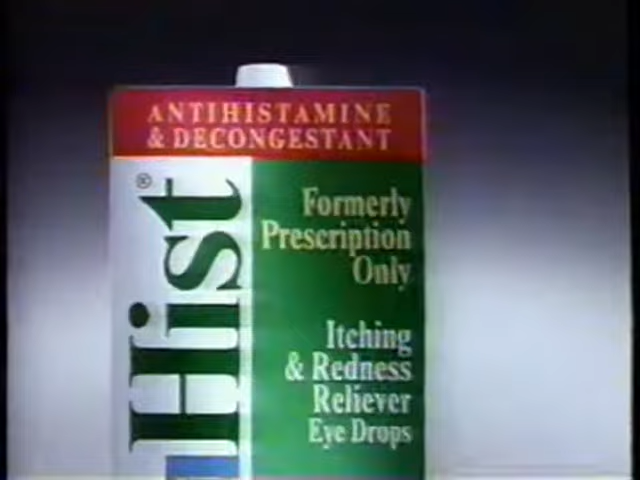 ANTIHISTAMINE
& DECONGESTANT
Hist®
Formerly
Prescription
Only
Itching
& Redness
Reliever
Eye Drops